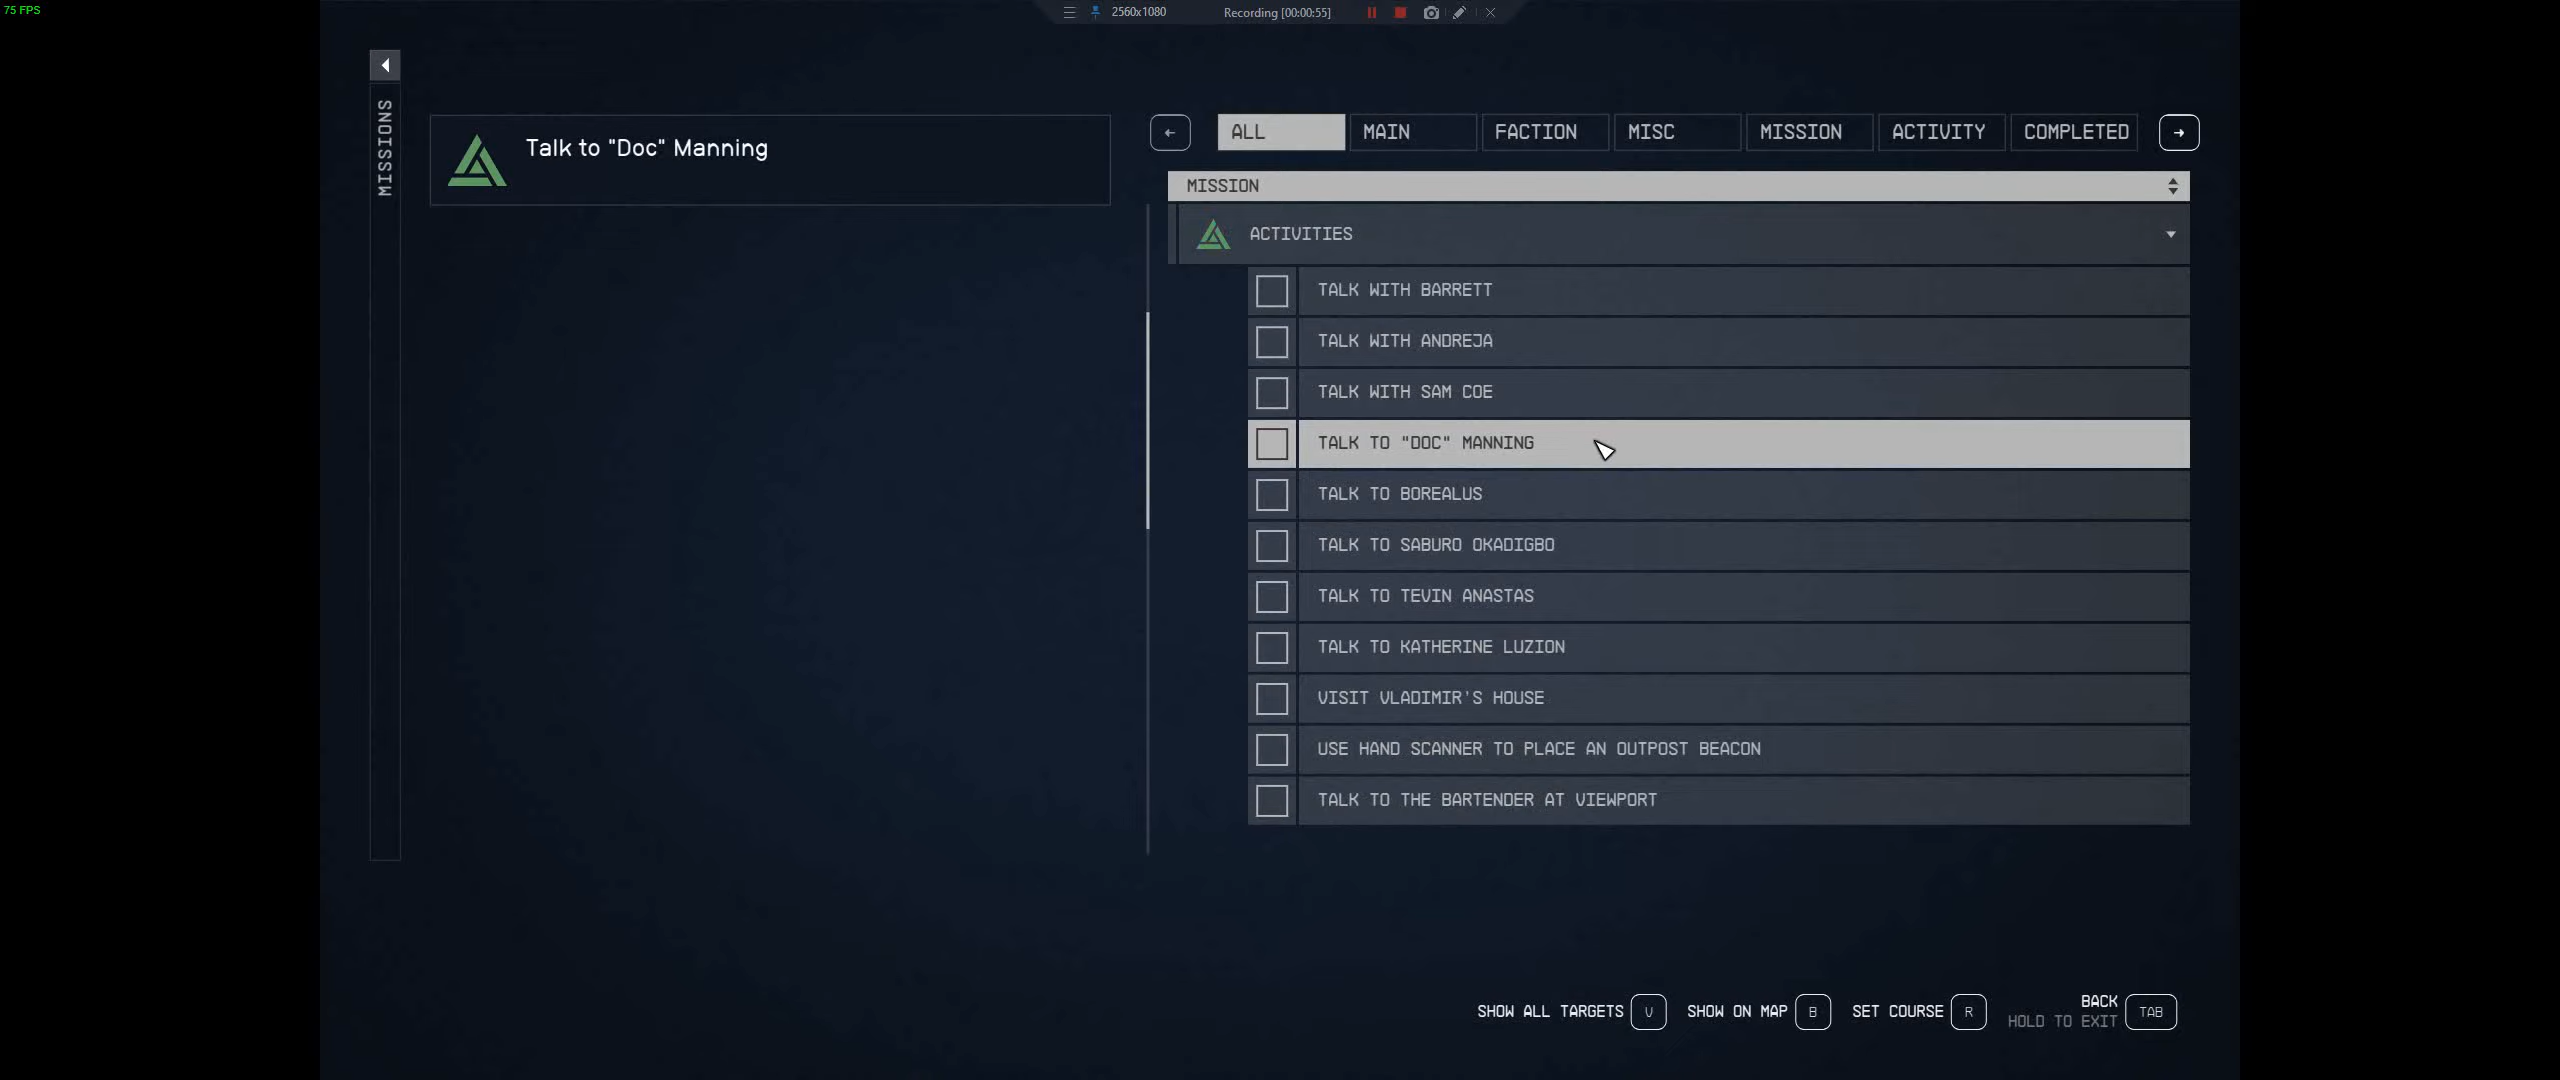 75 FPS
2560x1080
Recording [00:00:55]
MISSIONS
Talk to "Doc" Manning
ALL
MAIN
FACTION
MISC
MISSION
ACTIVITY
COMPLETED
MISSION
ACTIVITIES
TALK WITH BARRETT
TALK WITH ANDREJA
TALK WITH SAM COE
TALK TO "DOC" MANNING
TALK TO BOREALUS
TALK TO SABURO OKADIGBO
TALK TO TEVIN ANASTAS
TALK TO KATHERINE LUZION
VISIT VLADIMIR'S HOUSE
USE HAND SCANNER TO PLACE AN OUTPOST BEACON
TALK TO THE BARTENDER AT VIEWPORT
SHOW ALL TARGETS V
SHOW ON MAP B
SET COURSE R
BACK
HOLD TO EXIT
TAB